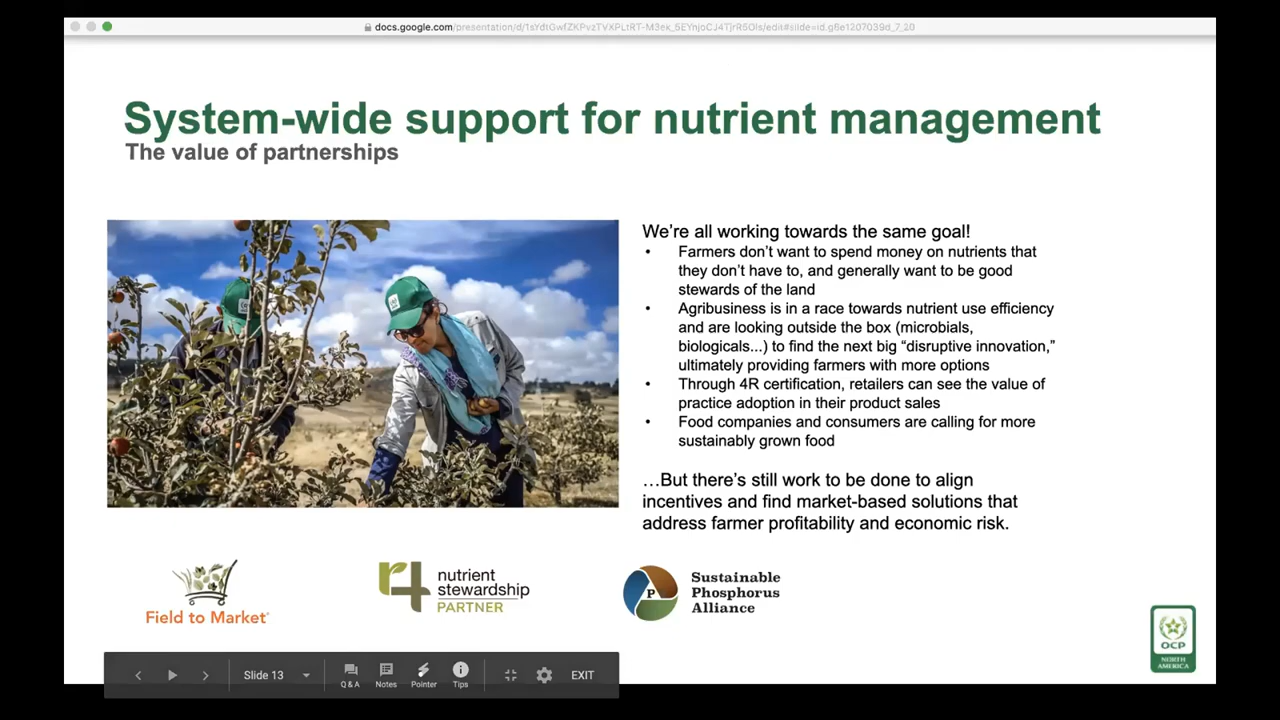 docs.google.com/presentation/d/
System-wide support for nutrient management
The value of partnerships
We’re all working towards the same goal!
• Farmers don’t want to spend money on nutrients that
they don’t have to, and generally want to be good
stewards of the land
• Agribusiness is in a race towards nutrient use efficiency
and are looking outside the box (microbials,
biologicals...) to find the next big “disruptive innovation,”
ultimately providing farmers with more options
• Through 4R certification, retailers can see the value of
practice adoption in their product sales
• Food companies and consumers are calling for more
sustainably grown food
…But there’s still work to be done to align
incentives and find market-based solutions that
address farmer profitability and economic risk.
Field to Market®
r4 nutrient
stewardship
PARTNER
P
Sustainable
Phosphorus
Alliance
OCP
NORTH
AMERICA
Slide 13
Q & A
Notes
Pointer
Tips
EXIT